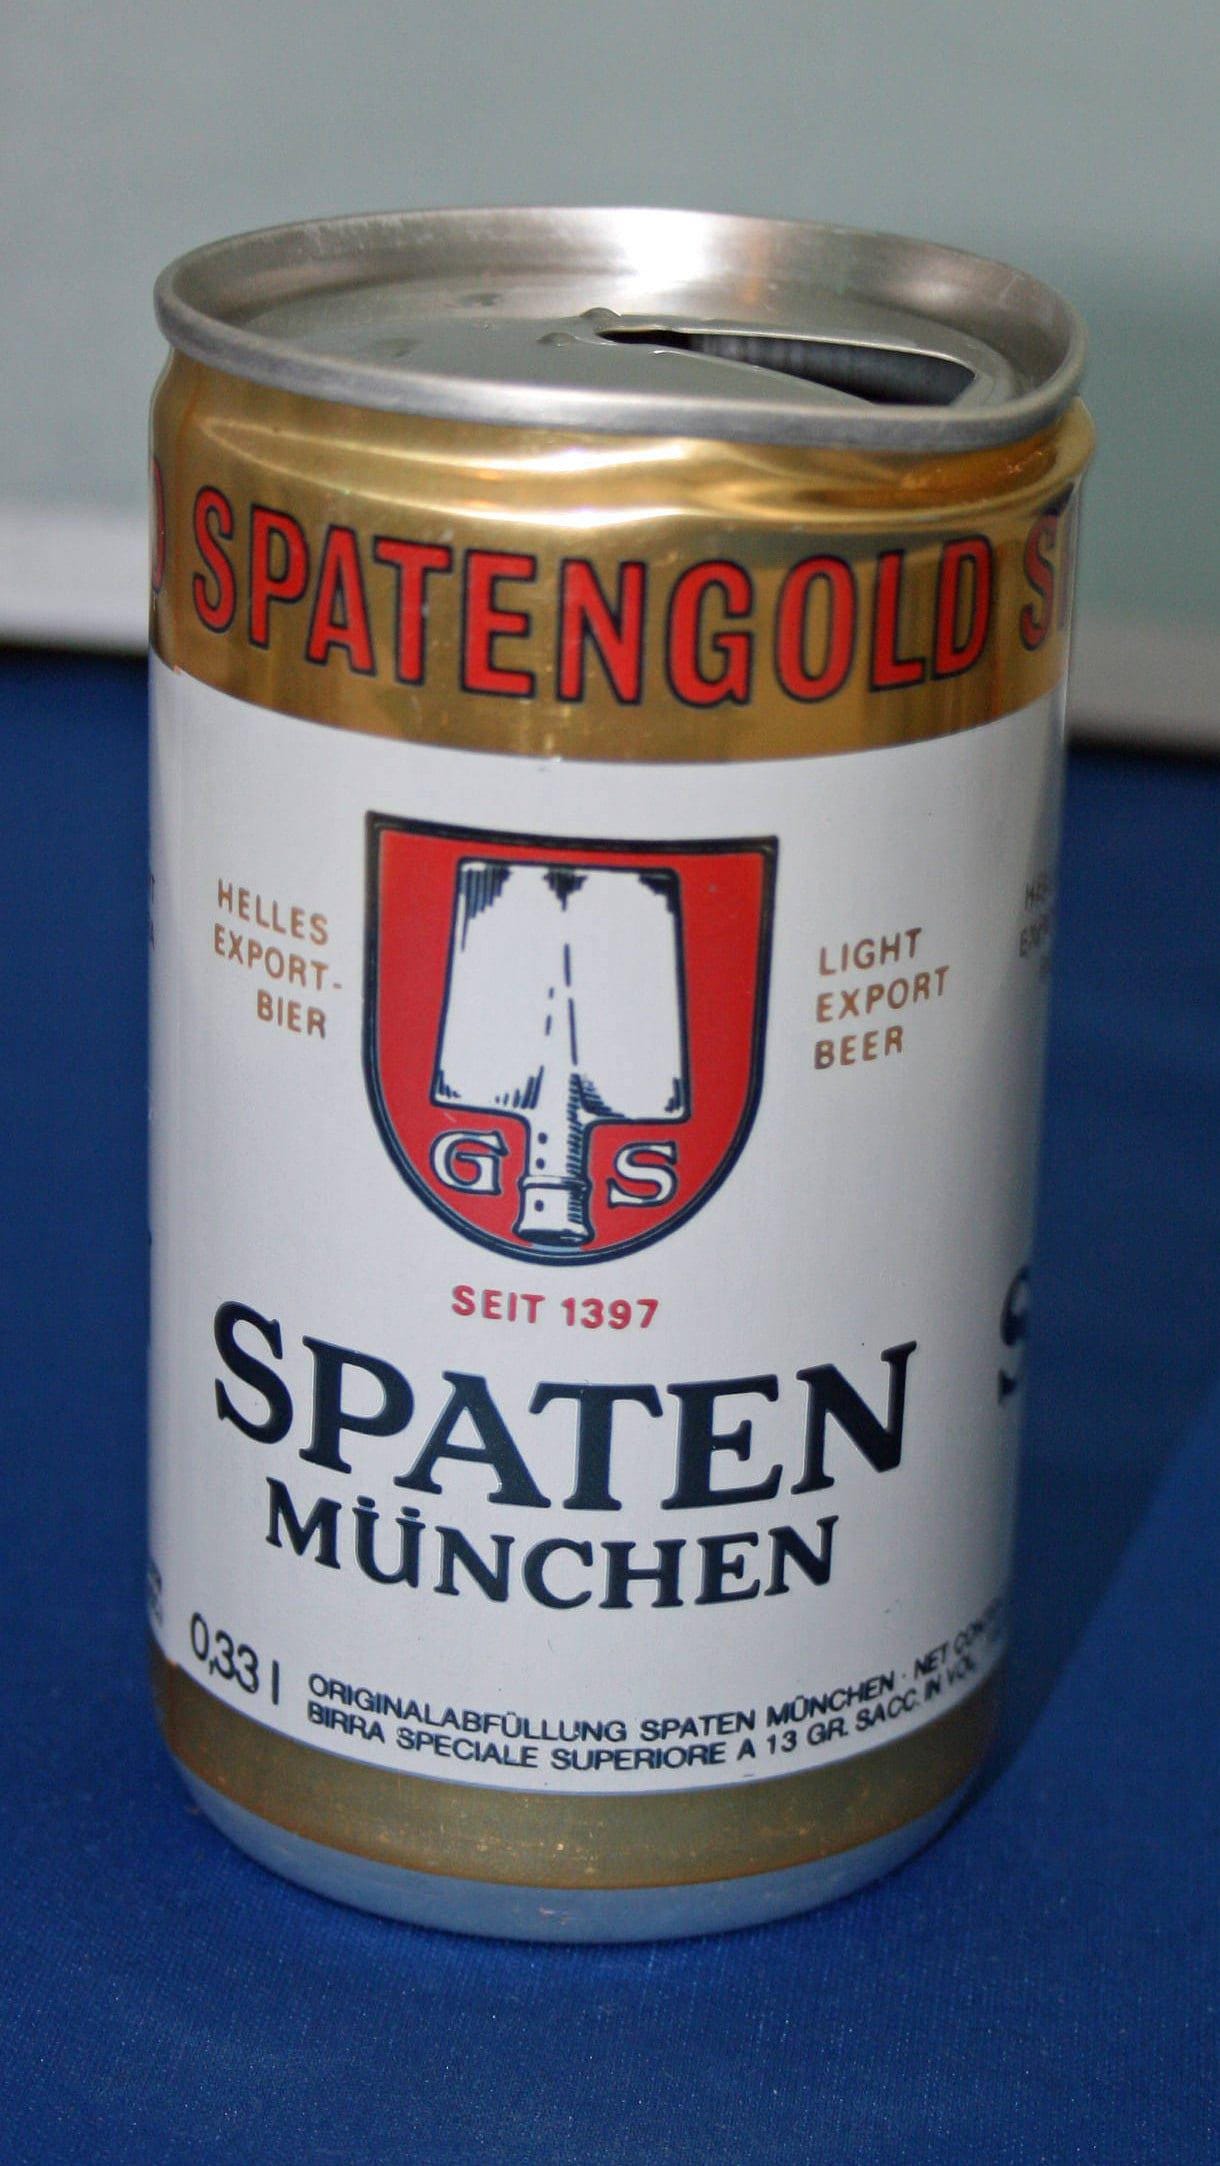 SPATENGOLD
HELLES
EXPORT-
BIER
LIGHT
EXPORT
BEER
G S
SEIT 1397
SPATEN
MÜNCHEN
0,33 l
ORIGINALABFÜLLUNG SPATEN MÜNCHEN · NET
BIRRA SPECIALE SUPERIORE A 13 GR. SACC. IN VOL.